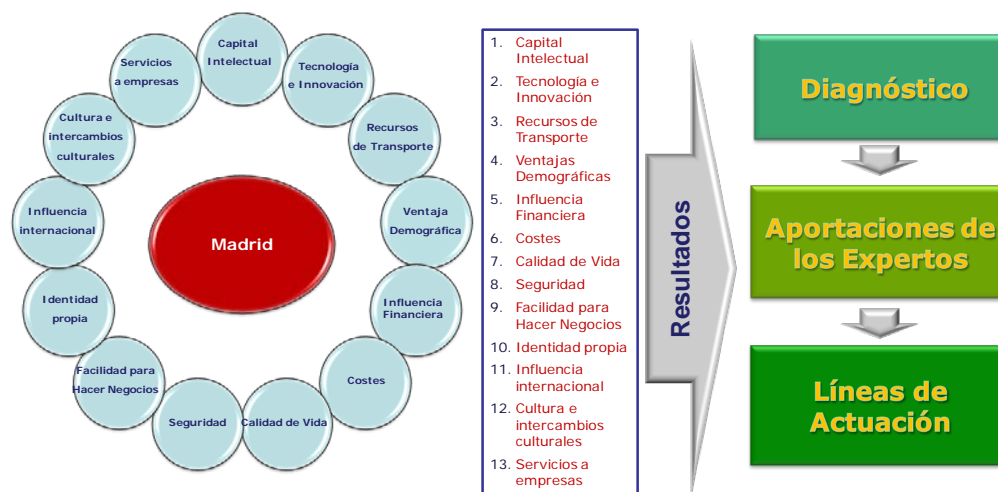 Capital
Intelectual
Tecnología
e Innovación
Recursos
de Transporte
Ventaja
Demográfica
Influencia
Financiera
Costes
Calidad de Vida
Seguridad
Facilidad para
Hacer Negocios
Identidad
propia
Influencia
internacional
Cultura e
intercambios
culturales
Servicios
a empresas
Madrid
1. Capital
Intelectual
2. Tecnología e
Innovación
3. Recursos de
Transporte
4. Ventajas
Demográficas
5. Influencia
Financiera
6. Costes
7. Calidad de Vida
8. Seguridad
9. Facilidad para
Hacer Negocios
10. Identidad propia
11. Influencia
internacional
12. Cultura e
intercambios
culturales
13. Servicios a
empresas
Resultados
Diagnóstico
Aportaciones de
los Expertos
Líneas de
Actuación